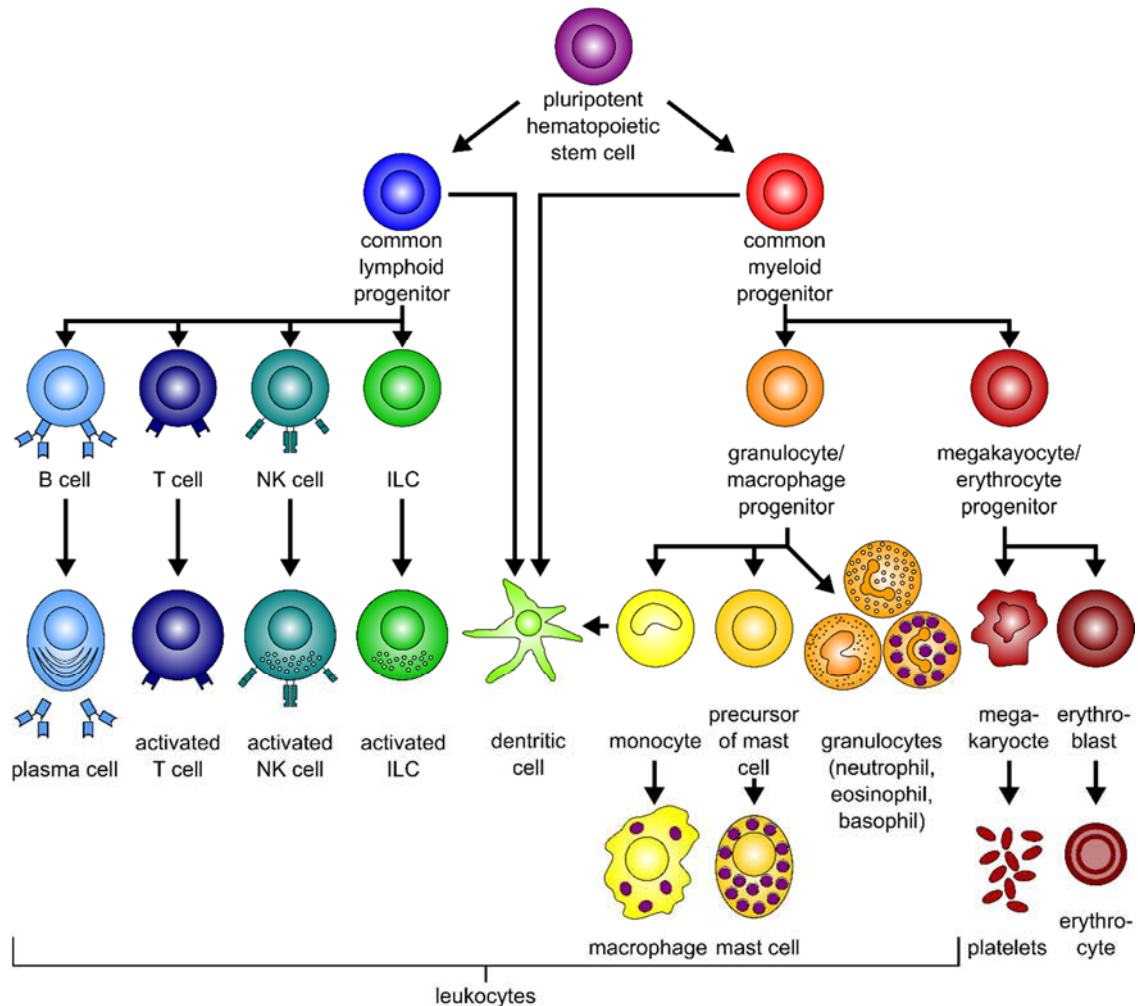 pluripotent
hematopoietic
stem cell
common
lymphoid
progenitor
common
myeloid
progenitor
B cell
T cell
NK cell
ILC
granulocyte/
macrophage
progenitor
megakayocyte/
erythrocyte
progenitor
plasma cell
activated
T cell
activated
NK cell
activated
ILC
dentritic
cell
monocyte
precursor
of mast
cell
granulocytes
(neutrophil,
eosinophil,
basophil)
mega-
karyocte
erythro-
blast
macrophage
mast cell
platelets
erythro-
cyte
leukocytes